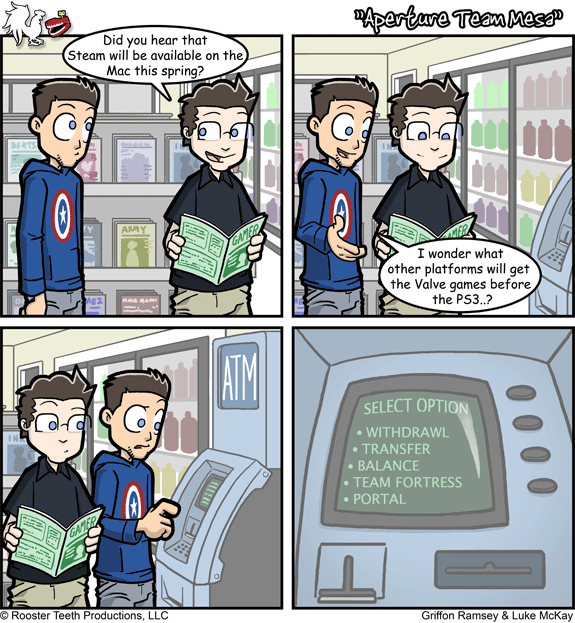 "Aperture Team Mesa"
Did you hear that
Steam will be available on the
Mac this spring?
ARMY
GAMER
I wonder what
other platforms will get
the Valve games before
the PS3..?
GAMER
ATM
GAMER
SELECT OPTION
• WITHDRAWL
• TRANSFER
• BALANCE
• TEAM FORTRESS
• PORTAL
© Rooster Teeth Productions, LLC
Griffon Ramsey & Luke McKay